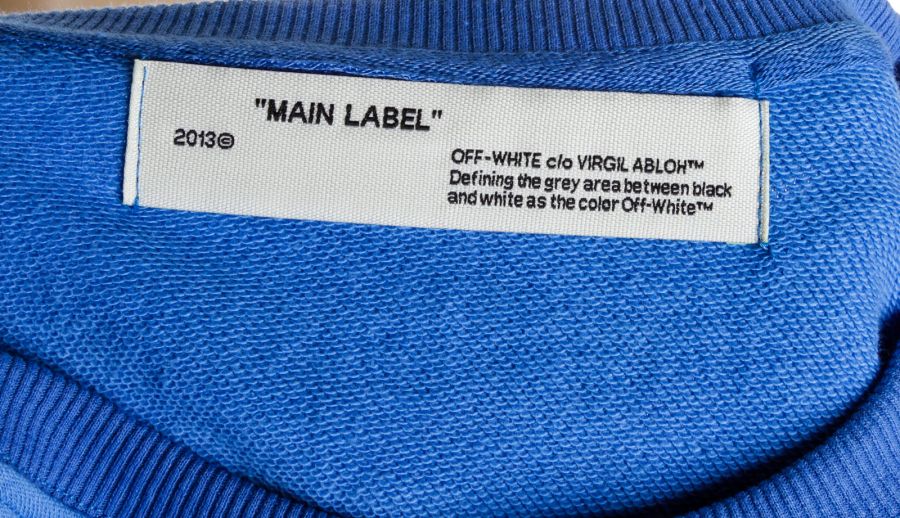 "MAIN LABEL"
2013©
OFF-WHITE c/o VIRGIL ABLOH™
Defining the grey area between black
and white as the color Off-White™